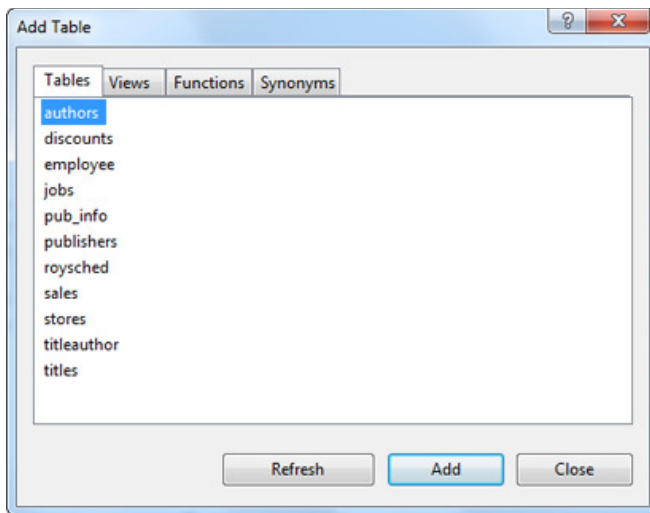 Add Table
Tables Views Functions Synonyms
authors
discounts
employee
jobs
pub_info
publishers
roysched
sales
stores
titleauthor
titles
Refresh Add Close